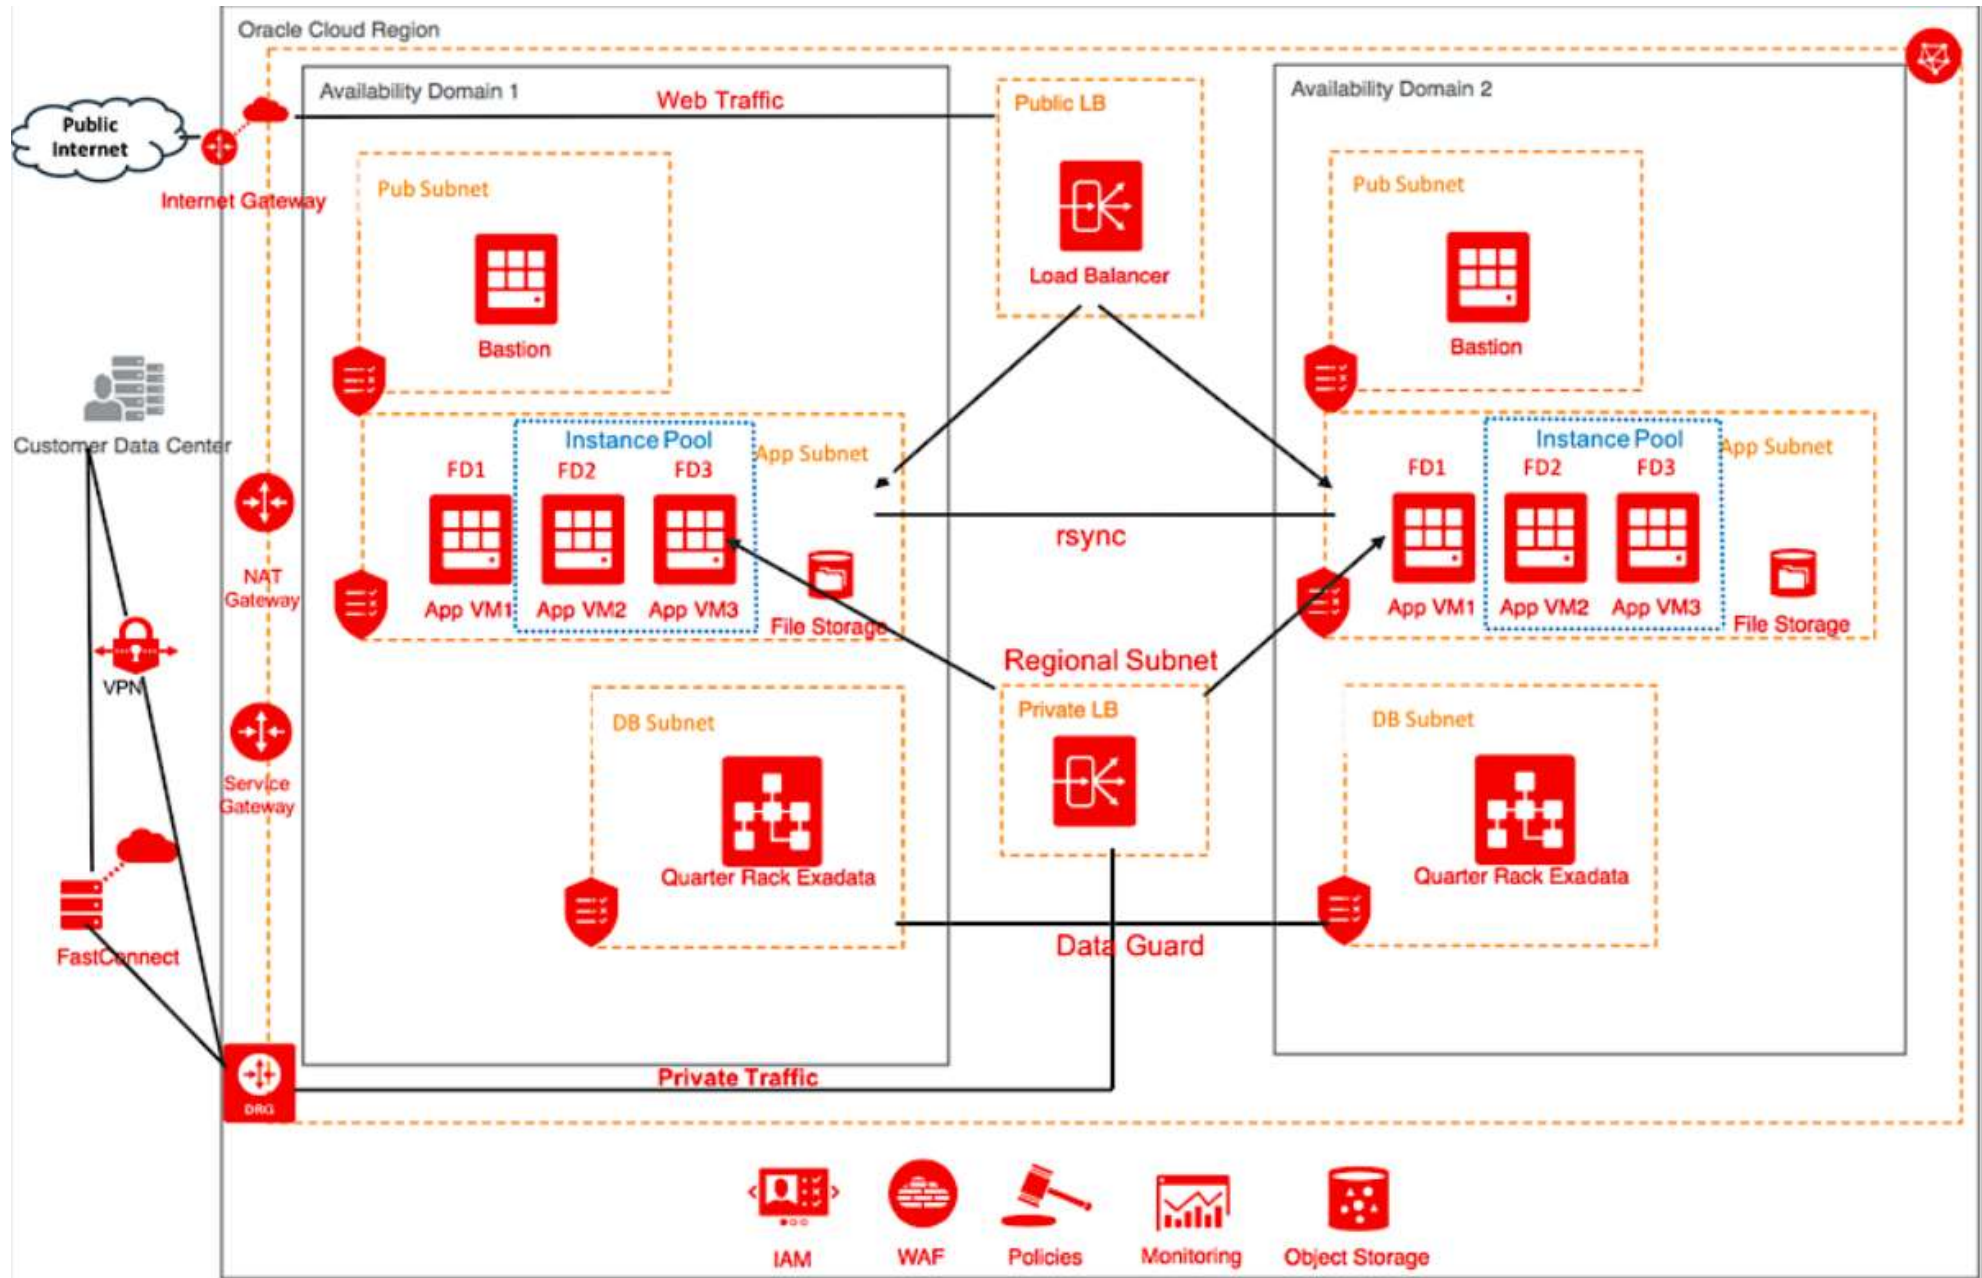 Oracle Cloud Region
Availability Domain 1
Web Traffic
Public LB
Availability Domain 2
Public
Internet
Internet Gateway
Pub Subnet
Bastion
Load Balancer
Pub Subnet
Bastion
Customer Data Center
Instance Pool
App Subnet
FD1
FD2
FD3
App VM1
App VM2
App VM3
File Storage
rsync
Instance Pool
App Subnet
FD1
FD2
FD3
App VM1
App VM2
App VM3
File Storage
NAT
Gateway
VPN
Regional Subnet
Private LB
DB Subnet
Quarter Rack Exadata
DB Subnet
Quarter Rack Exadata
Service
Gateway
FastConnect
Data Guard
DRG
Private Traffic
IAM
WAF
Policies
Monitoring
Object Storage